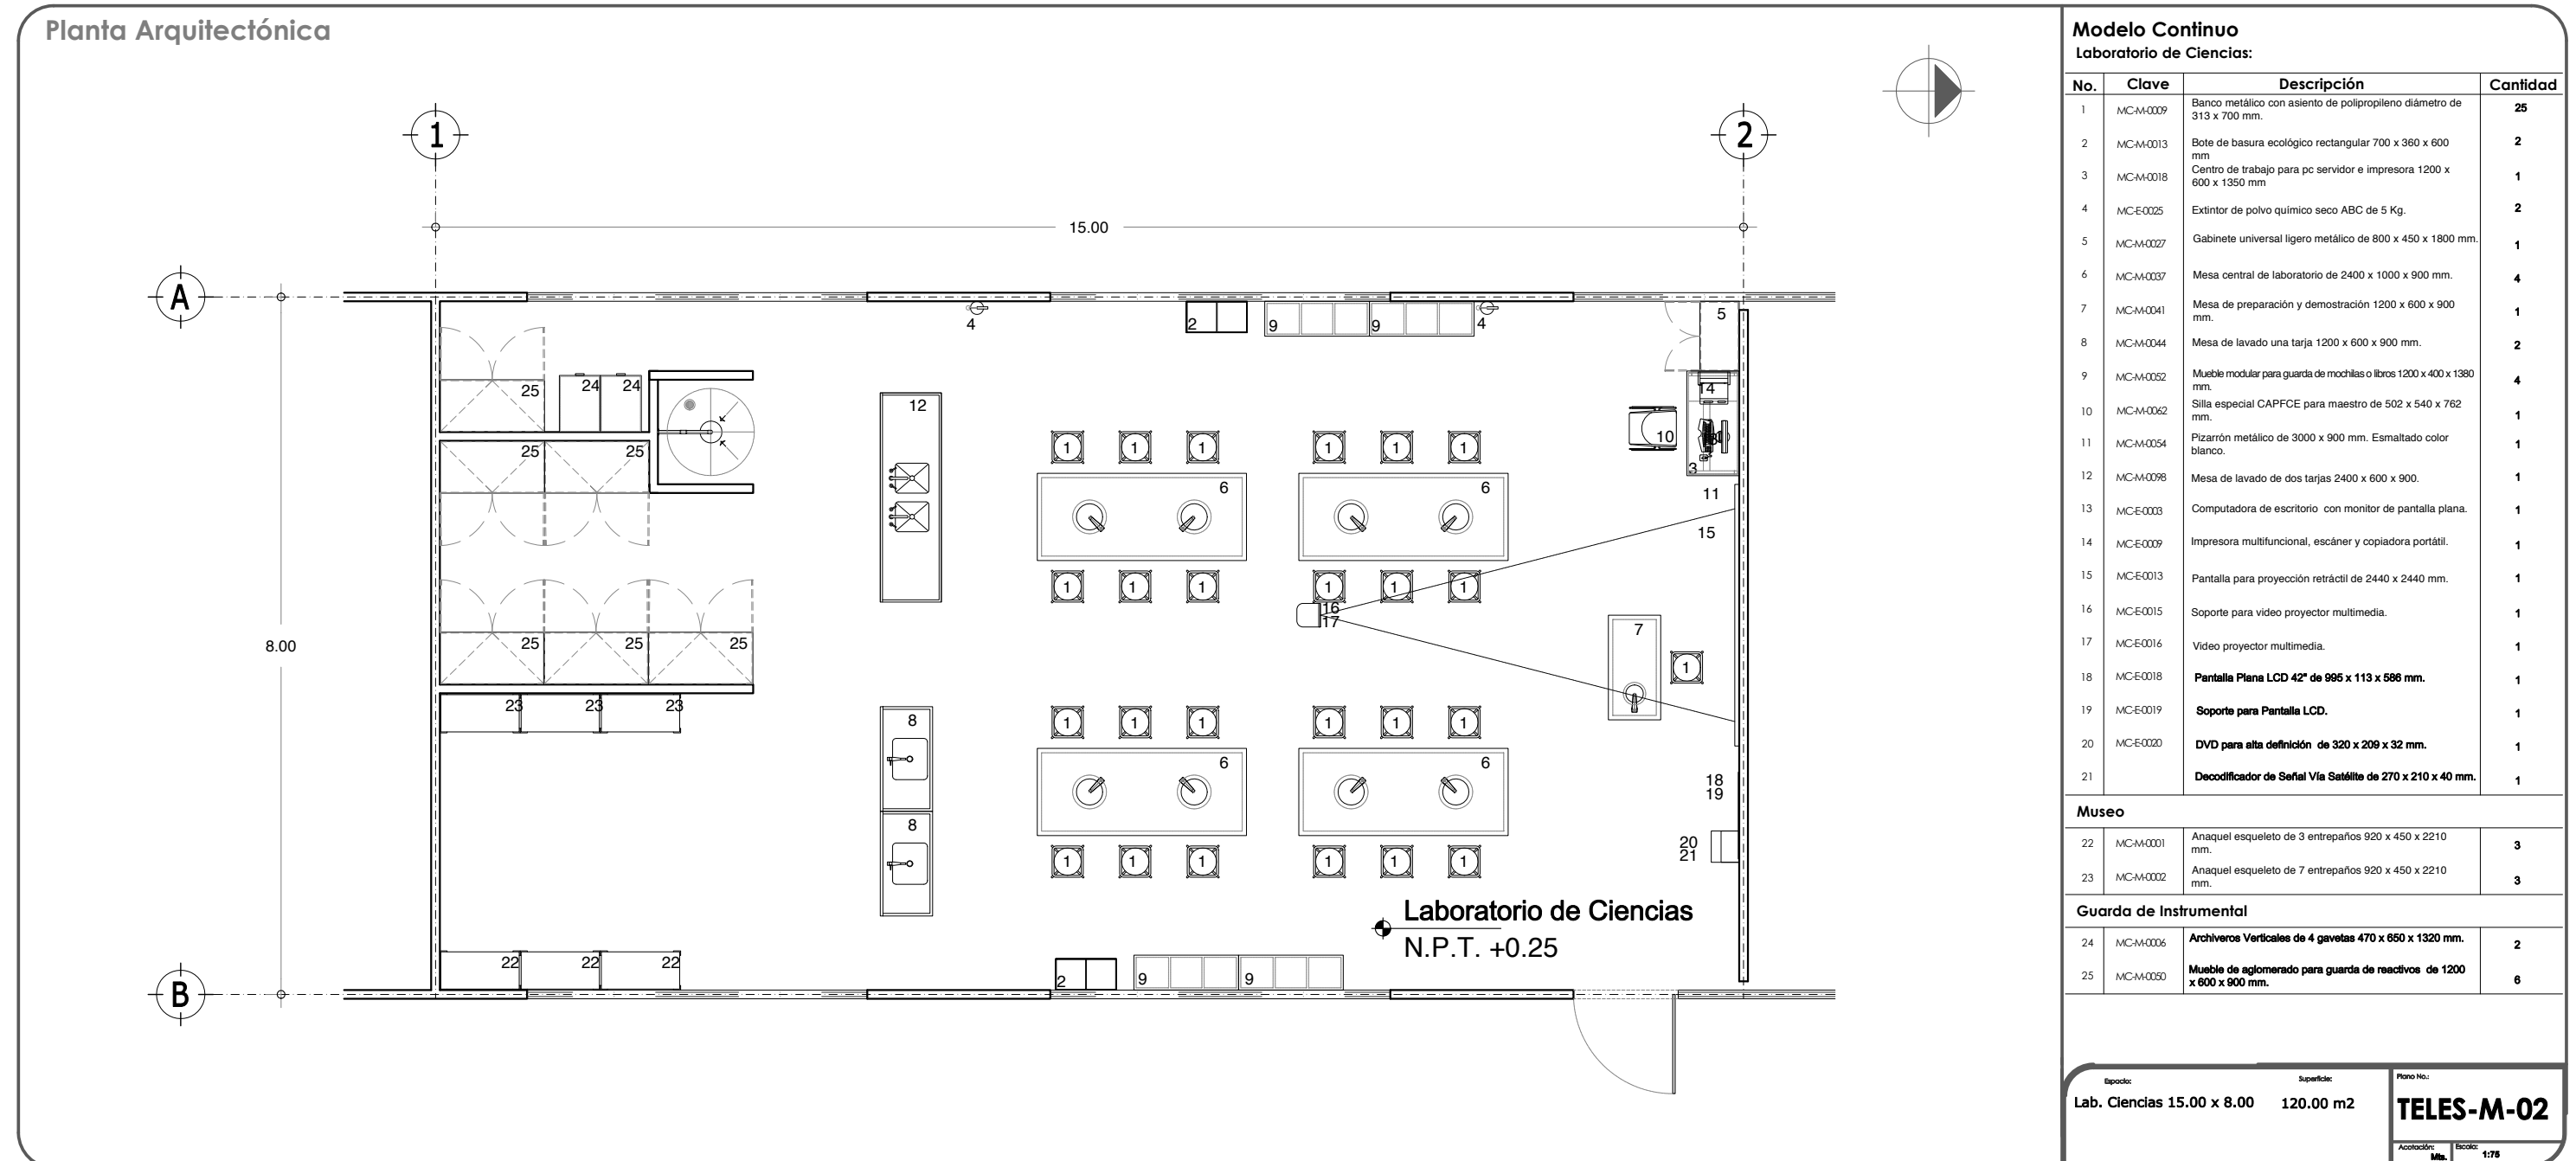 Planta Arquitectónica
1
2
15.00
A
8.00
B
4
2
9
9
4
5
25
24
24
12
14
10
3
25
25
1
1
1
1
1
1
6
6
11
15
1
1
1
1
1
1
16
17
7
1
25
25
25
23
23
23
8
1
1
1
1
1
1
6
6
18
19
8
20
21
1
1
1
1
1
1
Laboratorio de Ciencias
N.P.T. +0.25
22
22
22
2
9
9
Modelo Continuo
Laboratorio de Ciencias:
No. Clave Descripción Cantidad
1 MC-M-0009 Banco metálico con asiento de polipropileno diámetro de 25
313 x 700 mm.
2 MC-M-0013 Bote de basura ecológico rectangular 700 x 360 x 600 2
mm
3 MC-M-0018 Centro de trabajo para pc servidor e impresora 1200 x 1
600 x 1350 mm
4 MC-E-0025 Extintor de polvo químico seco ABC de 5 Kg. 2
5 MC-M-0027 Gabinete universal ligero metálico de 800 x 450 x 1800 mm. 1
6 MC-M-0037 Mesa central de laboratorio de 2400 x 1000 x 900 mm. 4
7 MC-M-0041 Mesa de preparación y demostración 1200 x 600 x 900 1
mm.
8 MC-M-0044 Mesa de lavado una tarja 1200 x 600 x 900 mm. 2
9 MC-M-0052 Mueble modular para guarda de mochilas o libros 1200 x 400 x 1380 4
mm.
10 MC-M-0062 Silla especial CAPFCE para maestro de 502 x 540 x 762 1
mm.
11 MC-M-0054 Pizarrón metálico de 3000 x 900 mm. Esmaltado color 1
blanco.
12 MC-M-0098 Mesa de lavado de dos tarjas 2400 x 600 x 900. 1
13 MC-E-0003 Computadora de escritorio con monitor de pantalla plana. 1
14 MC-E-0009 Impresora multifuncional, escáner y copiadora portátil. 1
15 MC-E-0013 Pantalla para proyección retráctil de 2440 x 2440 mm. 1
16 MC-E-0015 Soporte para video proyector multimedia. 1
17 MC-E-0016 Video proyector multimedia. 1
18 MC-E-0018 Pantalla Plana LCD 42" de 995 x 113 x 586 mm. 1
19 MC-E-0019 Soporte para Pantalla LCD. 1
20 MC-E-0020 DVD para alta definición de 320 x 209 x 32 mm. 1
21 Decodificador de Señal Vía Satélite de 270 x 210 x 40 mm. 1
Museo
22 MC-M-0001 Anaquel esqueleto de 3 entrepaños 920 x 450 x 2210 3
mm.
23 MC-M-0002 Anaquel esqueleto de 7 entrepaños 920 x 450 x 2210 3
mm.
Guarda de Instrumental
24 MC-M-0006 Archiveros Verticales de 4 gavetas 470 x 650 x 1320 mm. 2
25 MC-M-0050 Mueble de aglomerado para guarda de reactivos de 1200 6
x 600 x 900 mm.
Espacio: Superficie: Plano No.:
Lab. Ciencias 15.00 x 8.00 120.00 m2 TELES-M-02
Acotación: Mts. Escala: 1:75